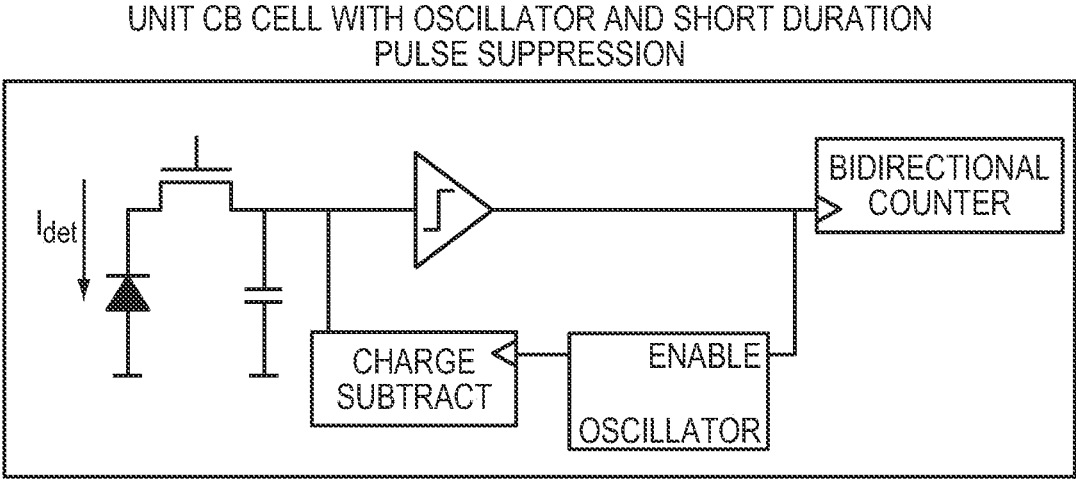 UNIT CB CELL WITH OSCILLATOR AND SHORT DURATION
PULSE SUPPRESSION
BIDIRECTIONAL
COUNTER
Idet
CHARGE
SUBTRACT
ENABLE
OSCILLATOR